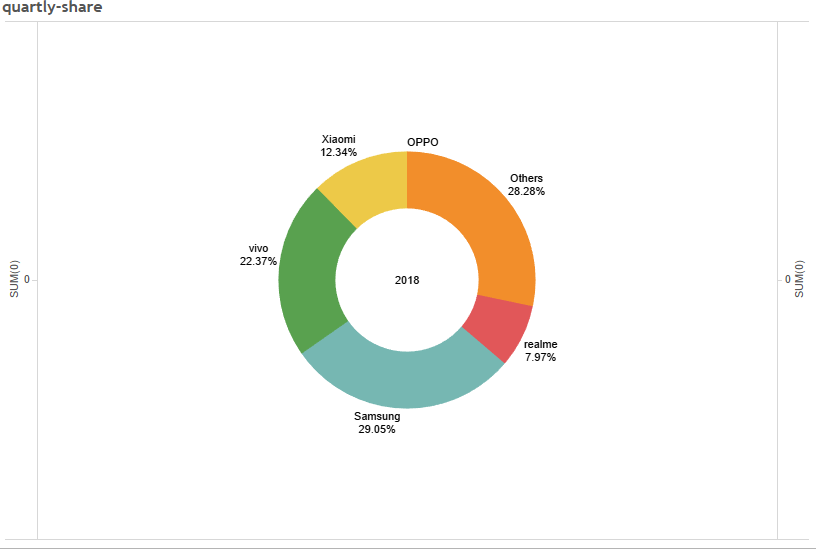 quartly-share
Xiaomi
12.34%
OPPO
Others
28.28%
vivo
22.37%
SUM(0)
0
2018
0
SUM(0)
realme
7.97%
Samsung
29.05%